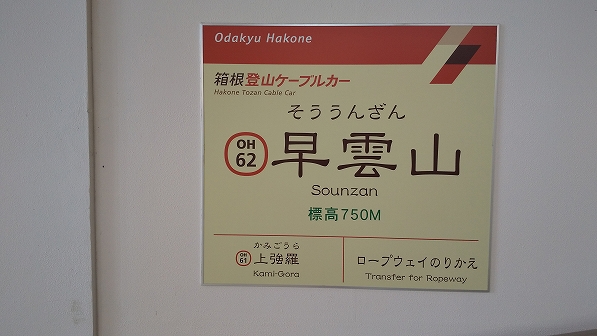 Odakyu Hakone
箱根登山ケーブルカー
Hakone Tozan Cable Car
そううんざん
OH
62
早雲山
Sounzan
標高750M
かみごうら
OH
61
上強羅
Kami-Gora
ロープウェイのりかえ
Transfer for Ropeway